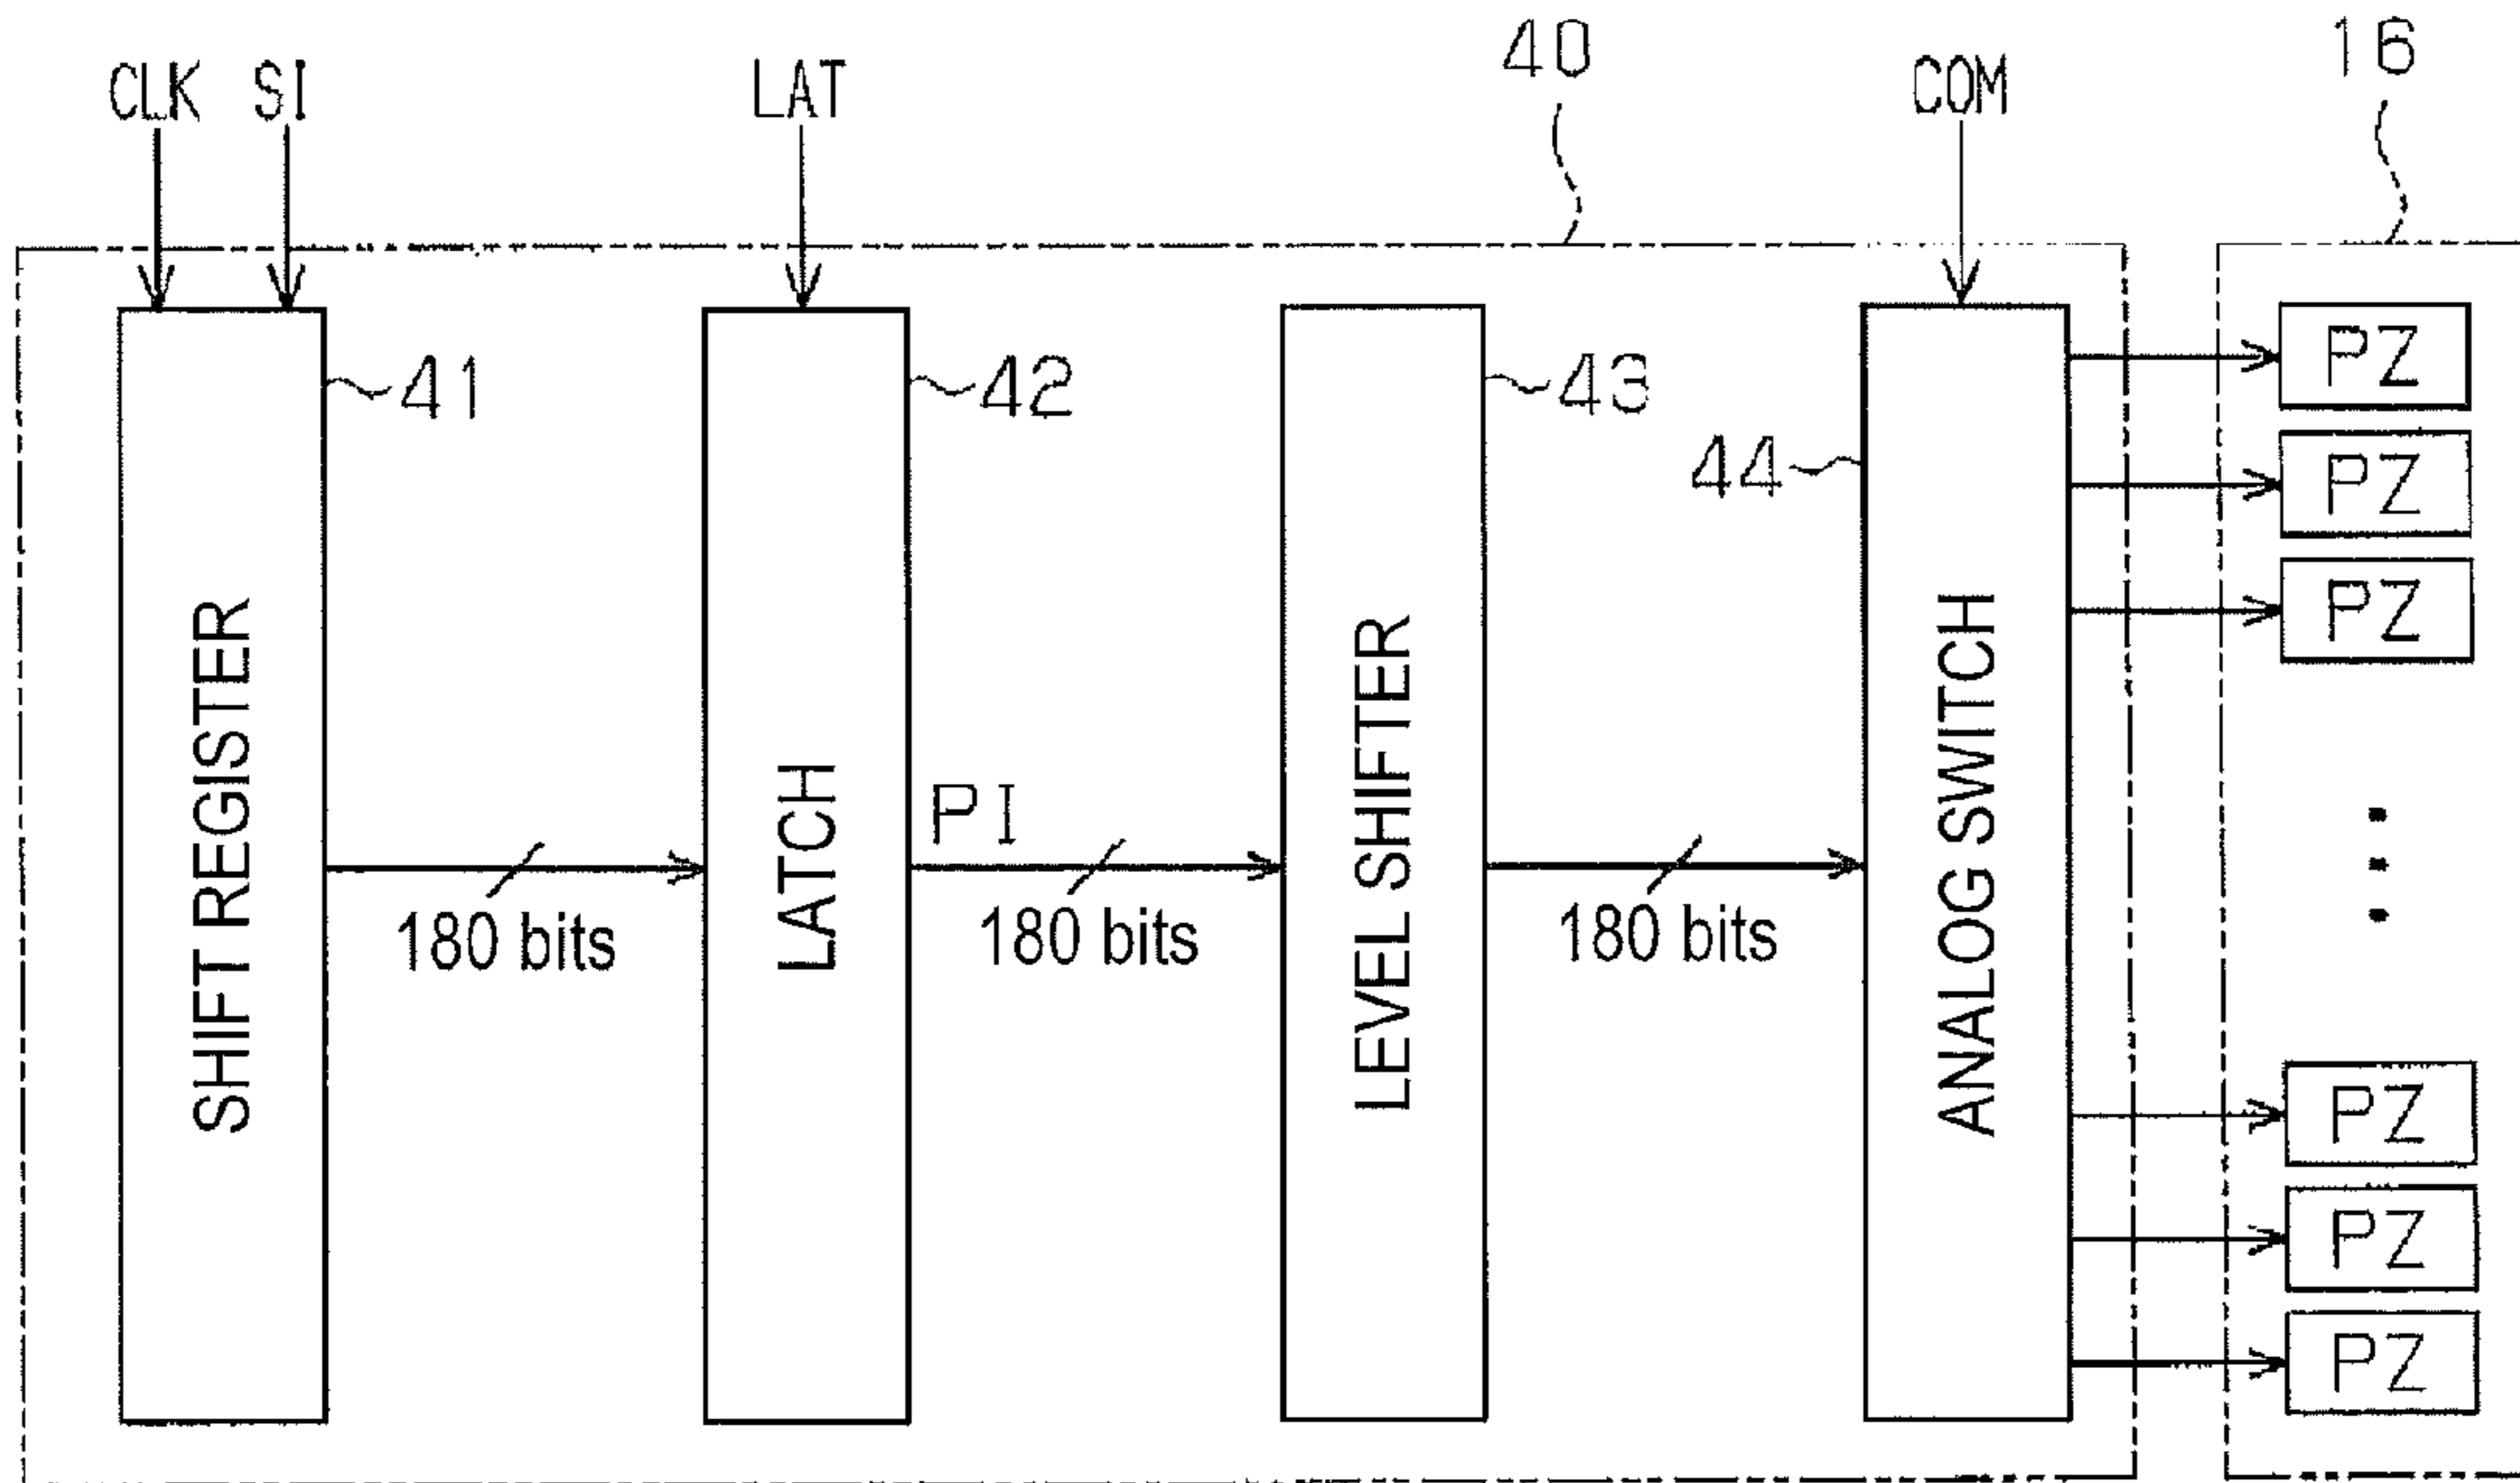 40
16
CLK
SI
LAT
COM
41
42
43
44
SHIFT REGISTER
LATCH
LEVEL SHIFTER
ANALOG SWITCH
PI
180 bits
180 bits
180 bits
PZ
PZ
PZ
PZ
PZ
PZ